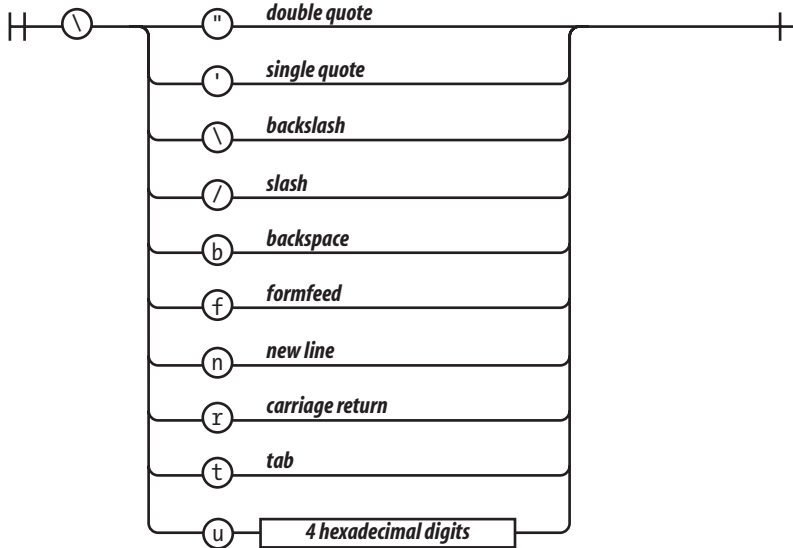 \ " double quote
' single quote
\ backslash
/ slash
b backspace
f formfeed
n new line
r carriage return
t tab
u 4 hexadecimal digits